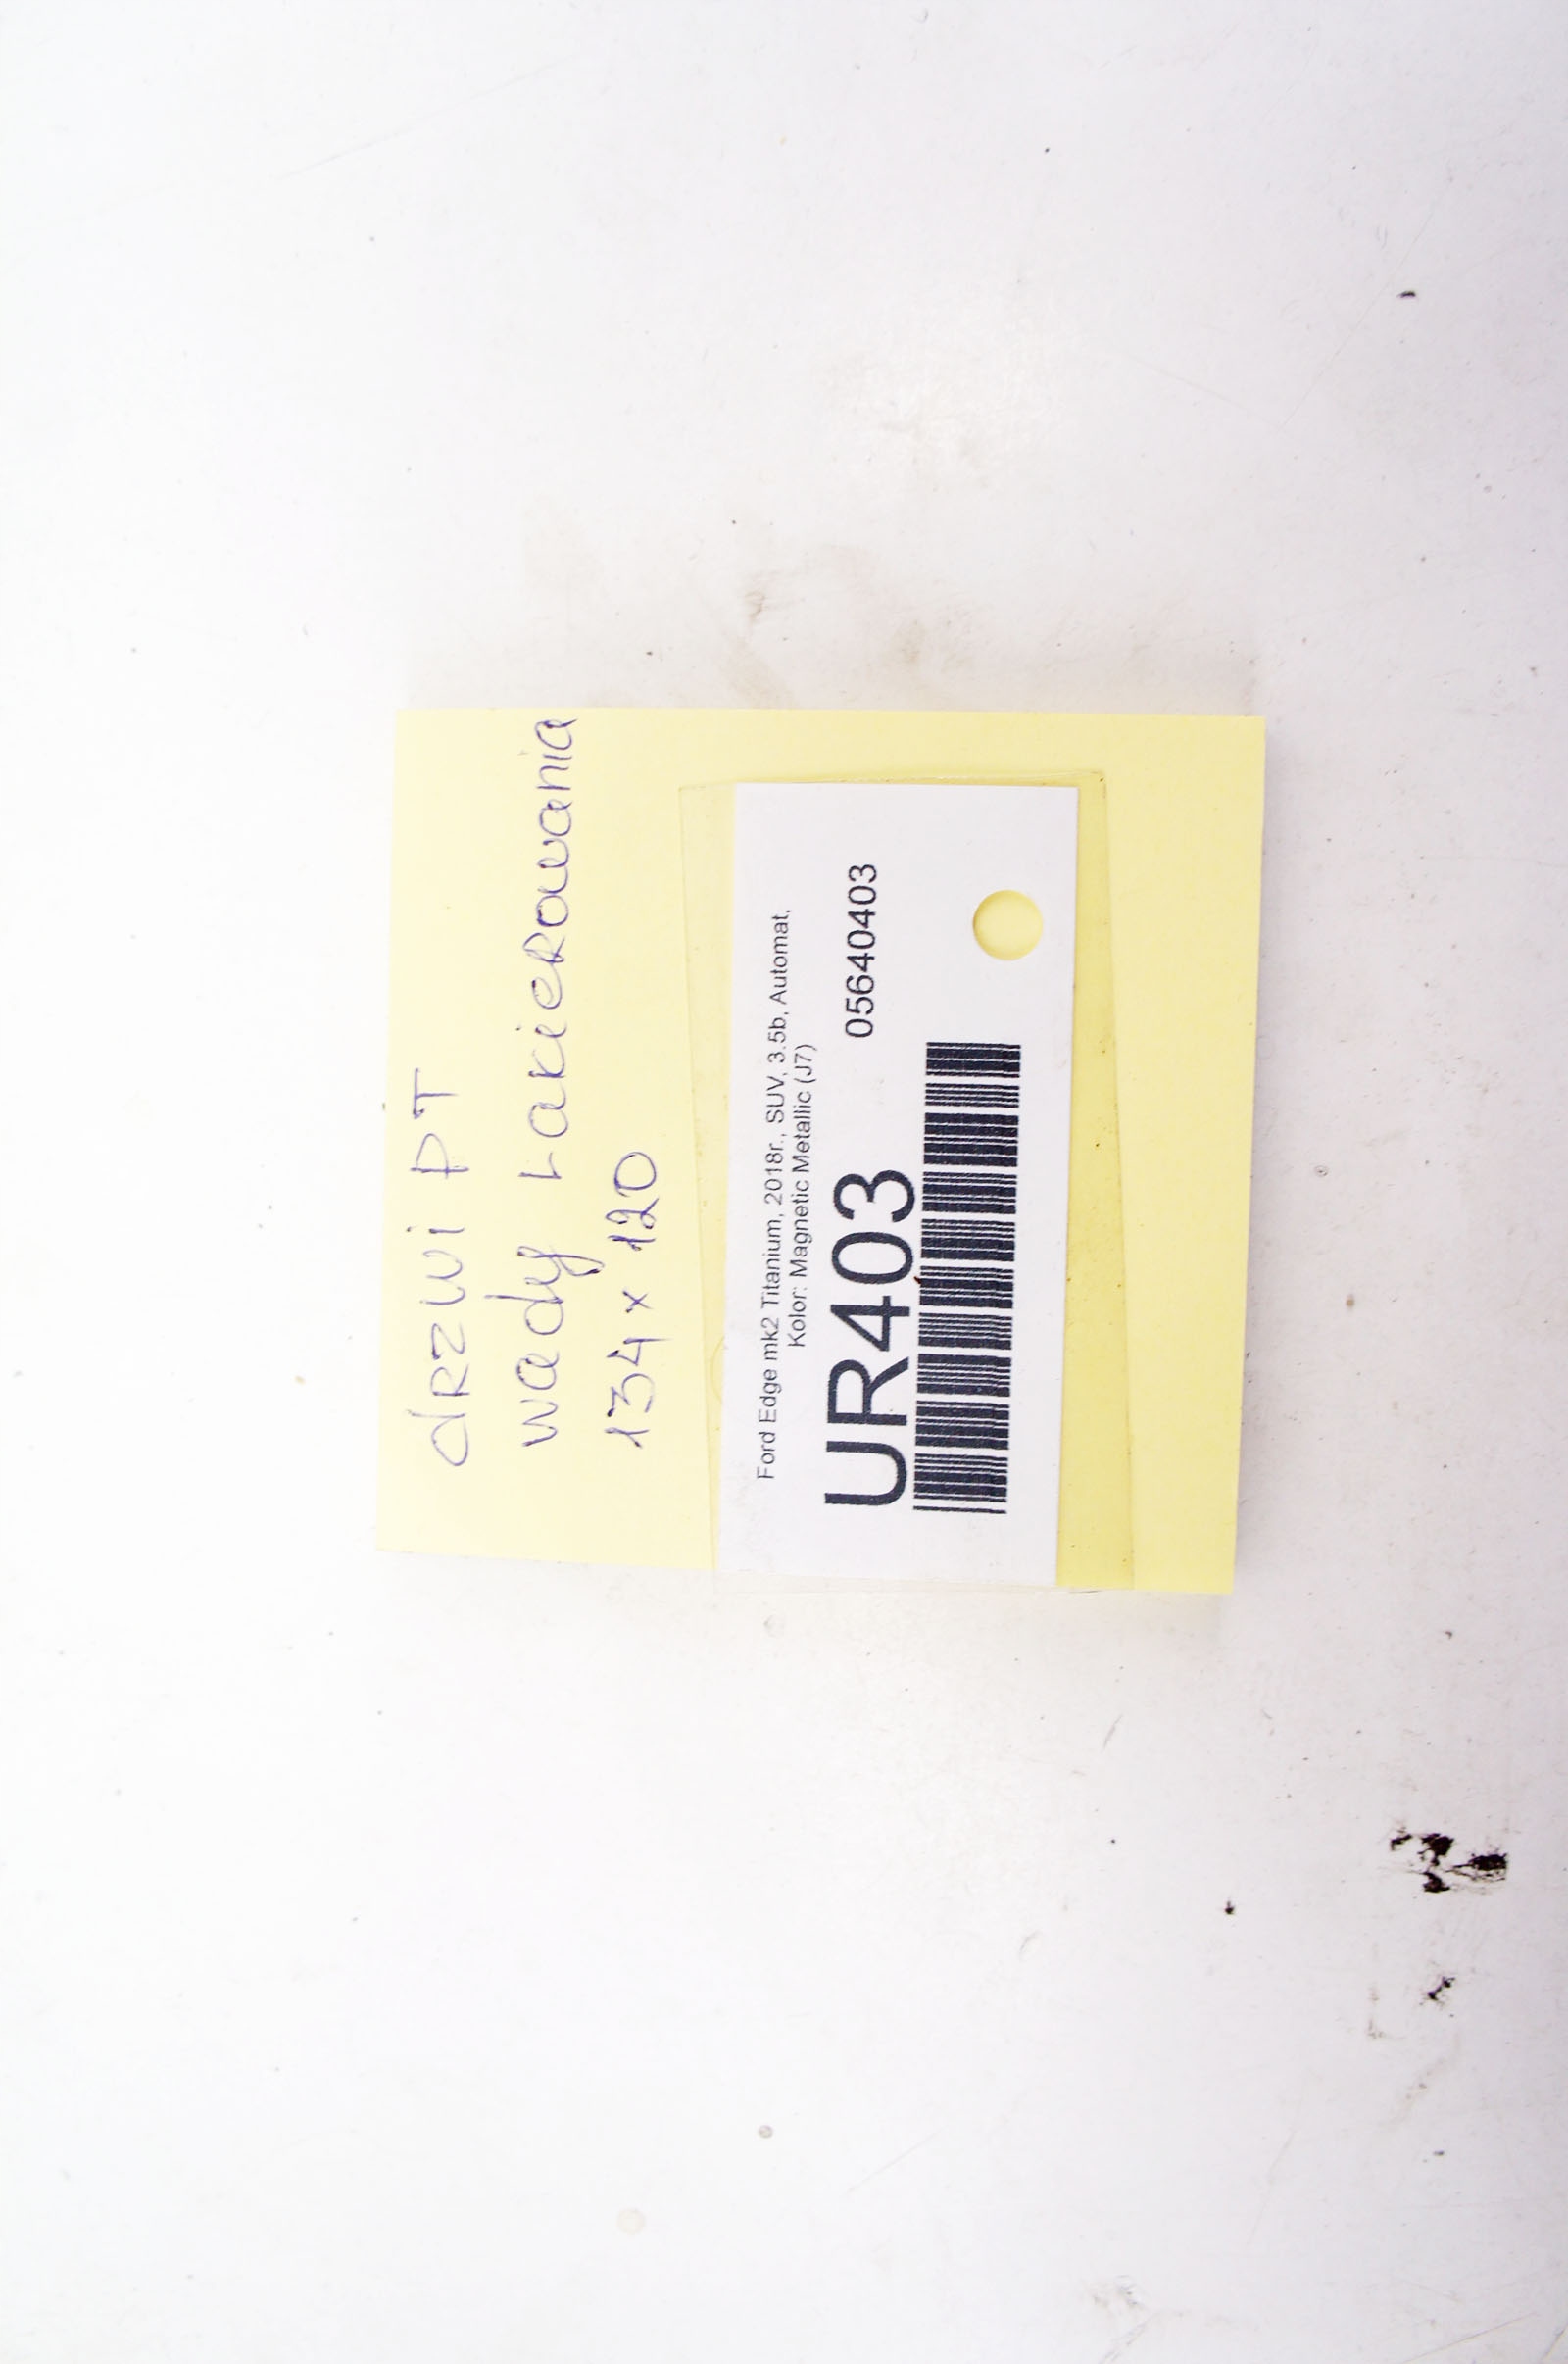 drzwi PT
wady Lakierowania
134 x 120
Ford Edge mk2 Titanium, 2018r., SUV, 3.5b, Automat,
Kolor: Magnetic Metallic (J7)
UR403 05640403